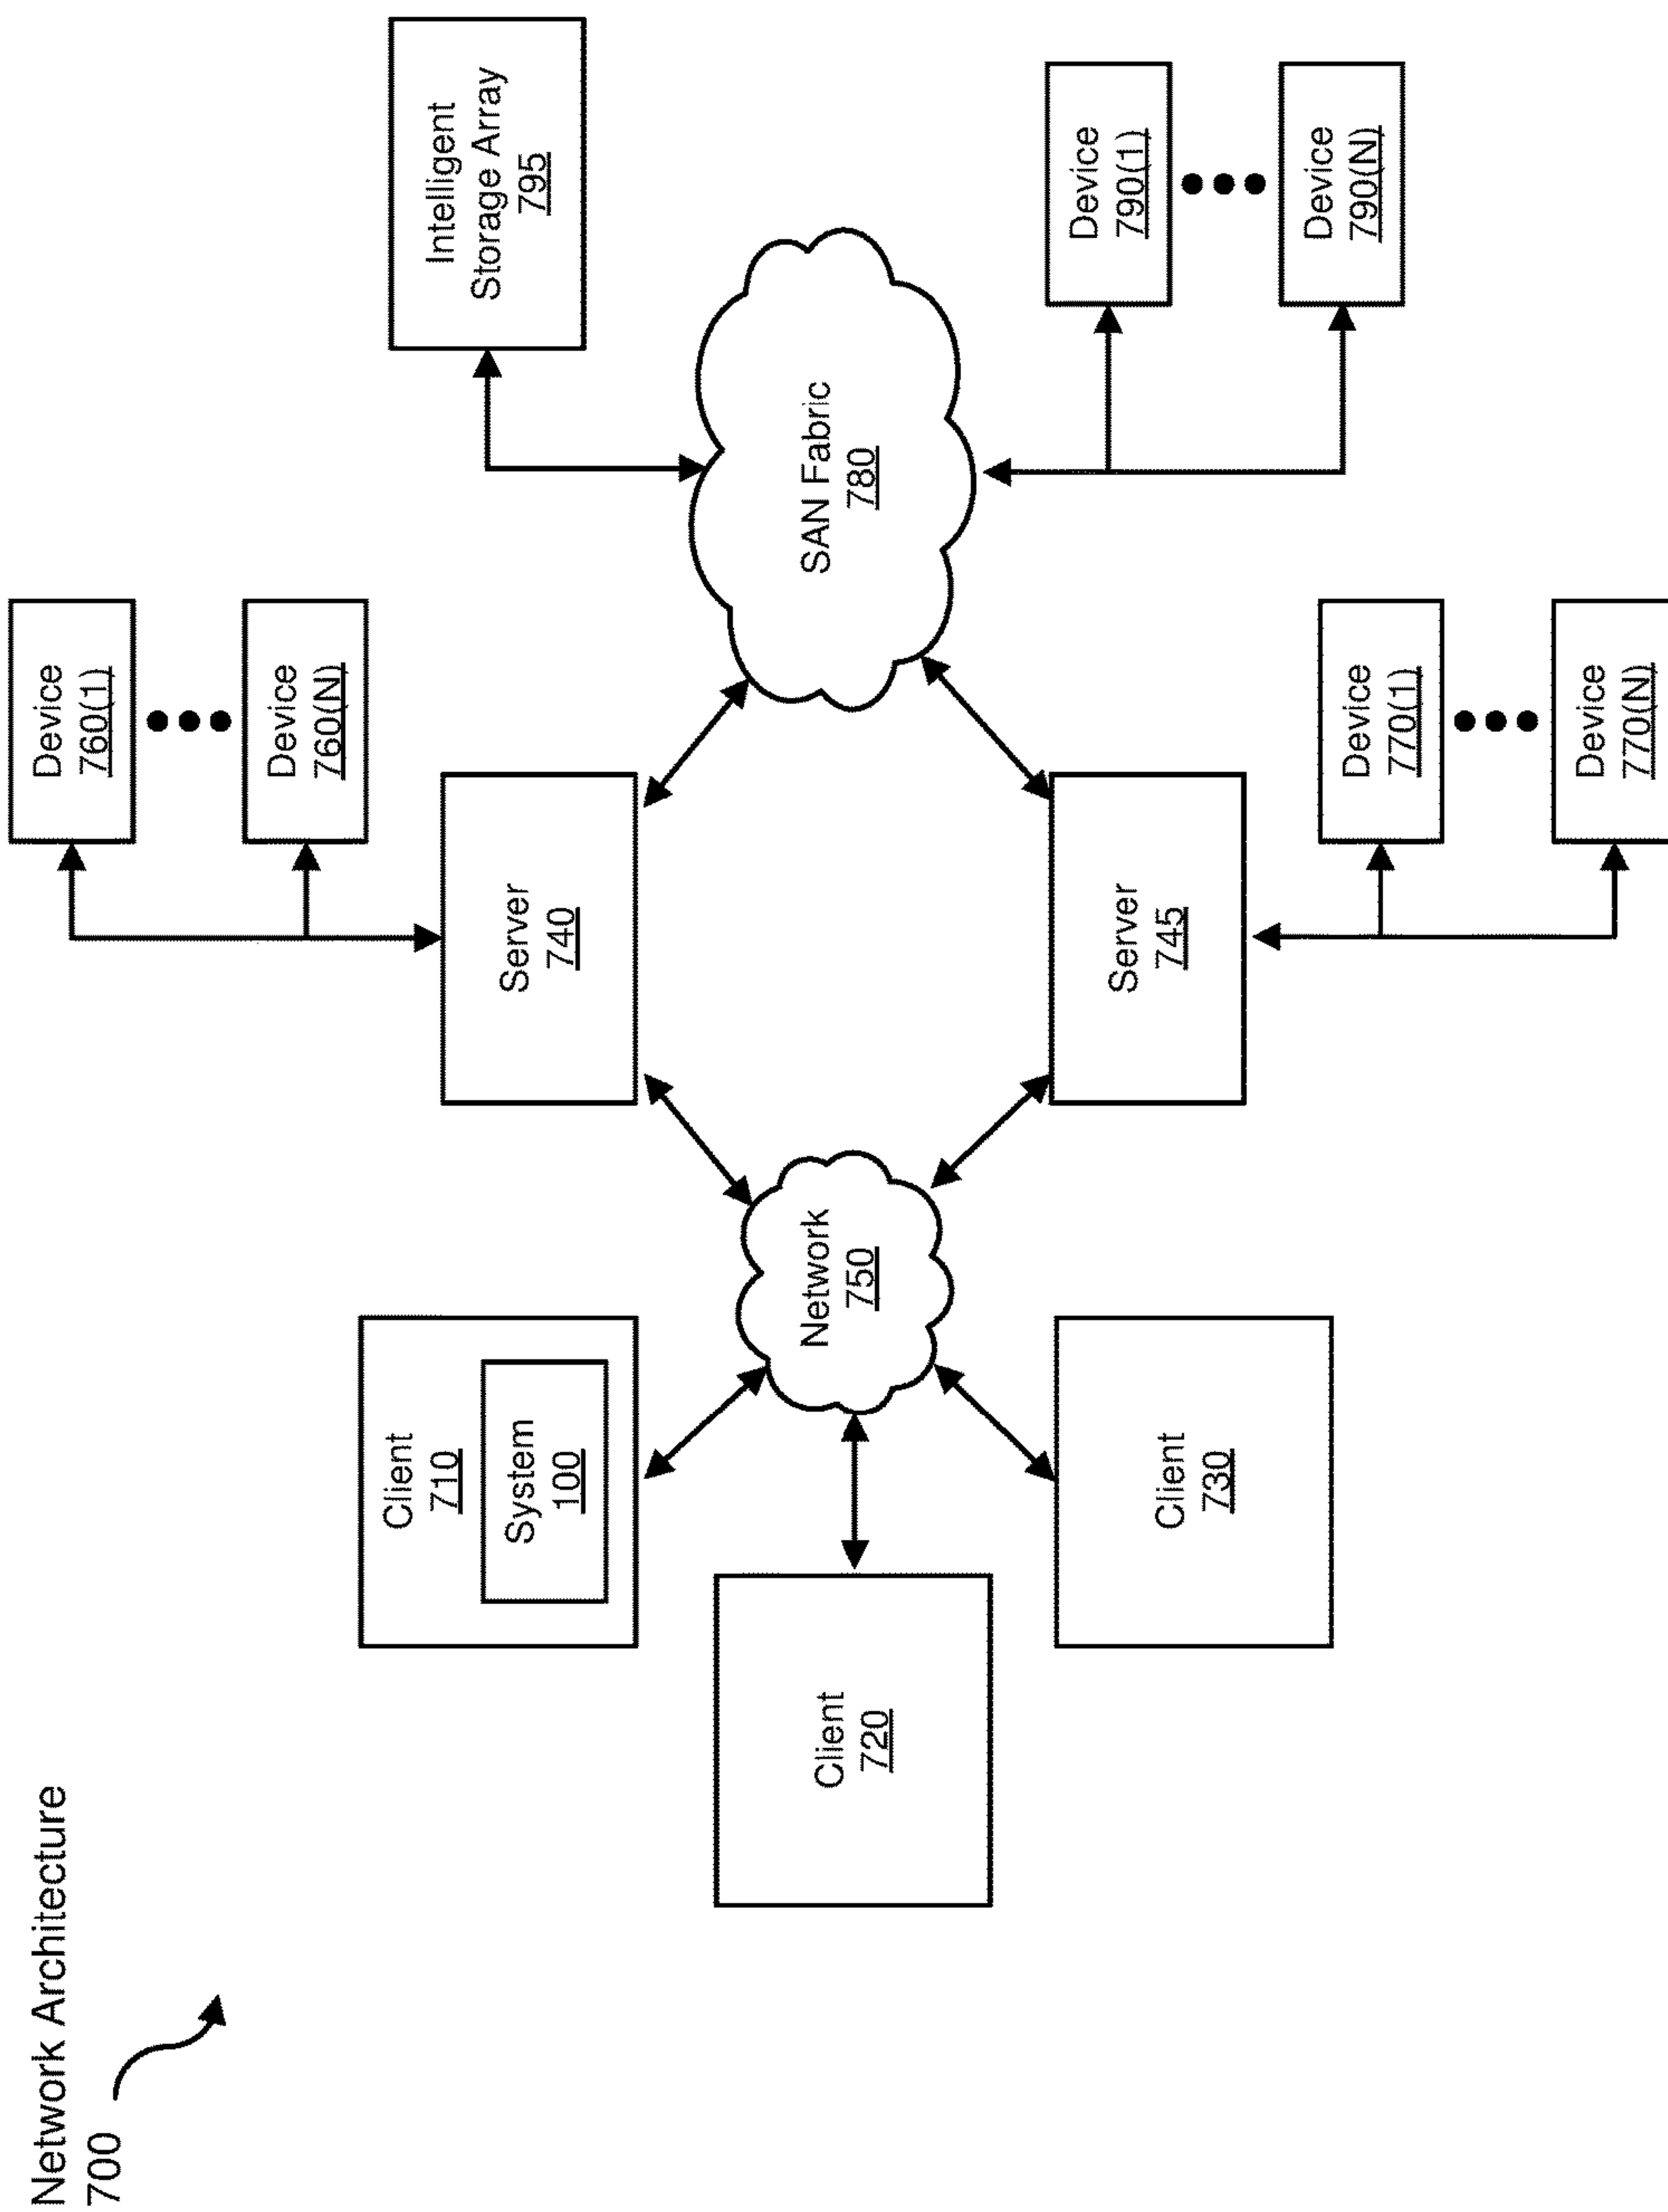 Network Architecture
700
Client
710
System
100
Client
720
Client
730
Network
750
Server
740
Server
745
Device
760(1)
Device
760(N)
Device
770(1)
Device
770(N)
SAN Fabric
780
Intelligent
Storage Array
795
Device
790(1)
Device
790(N)